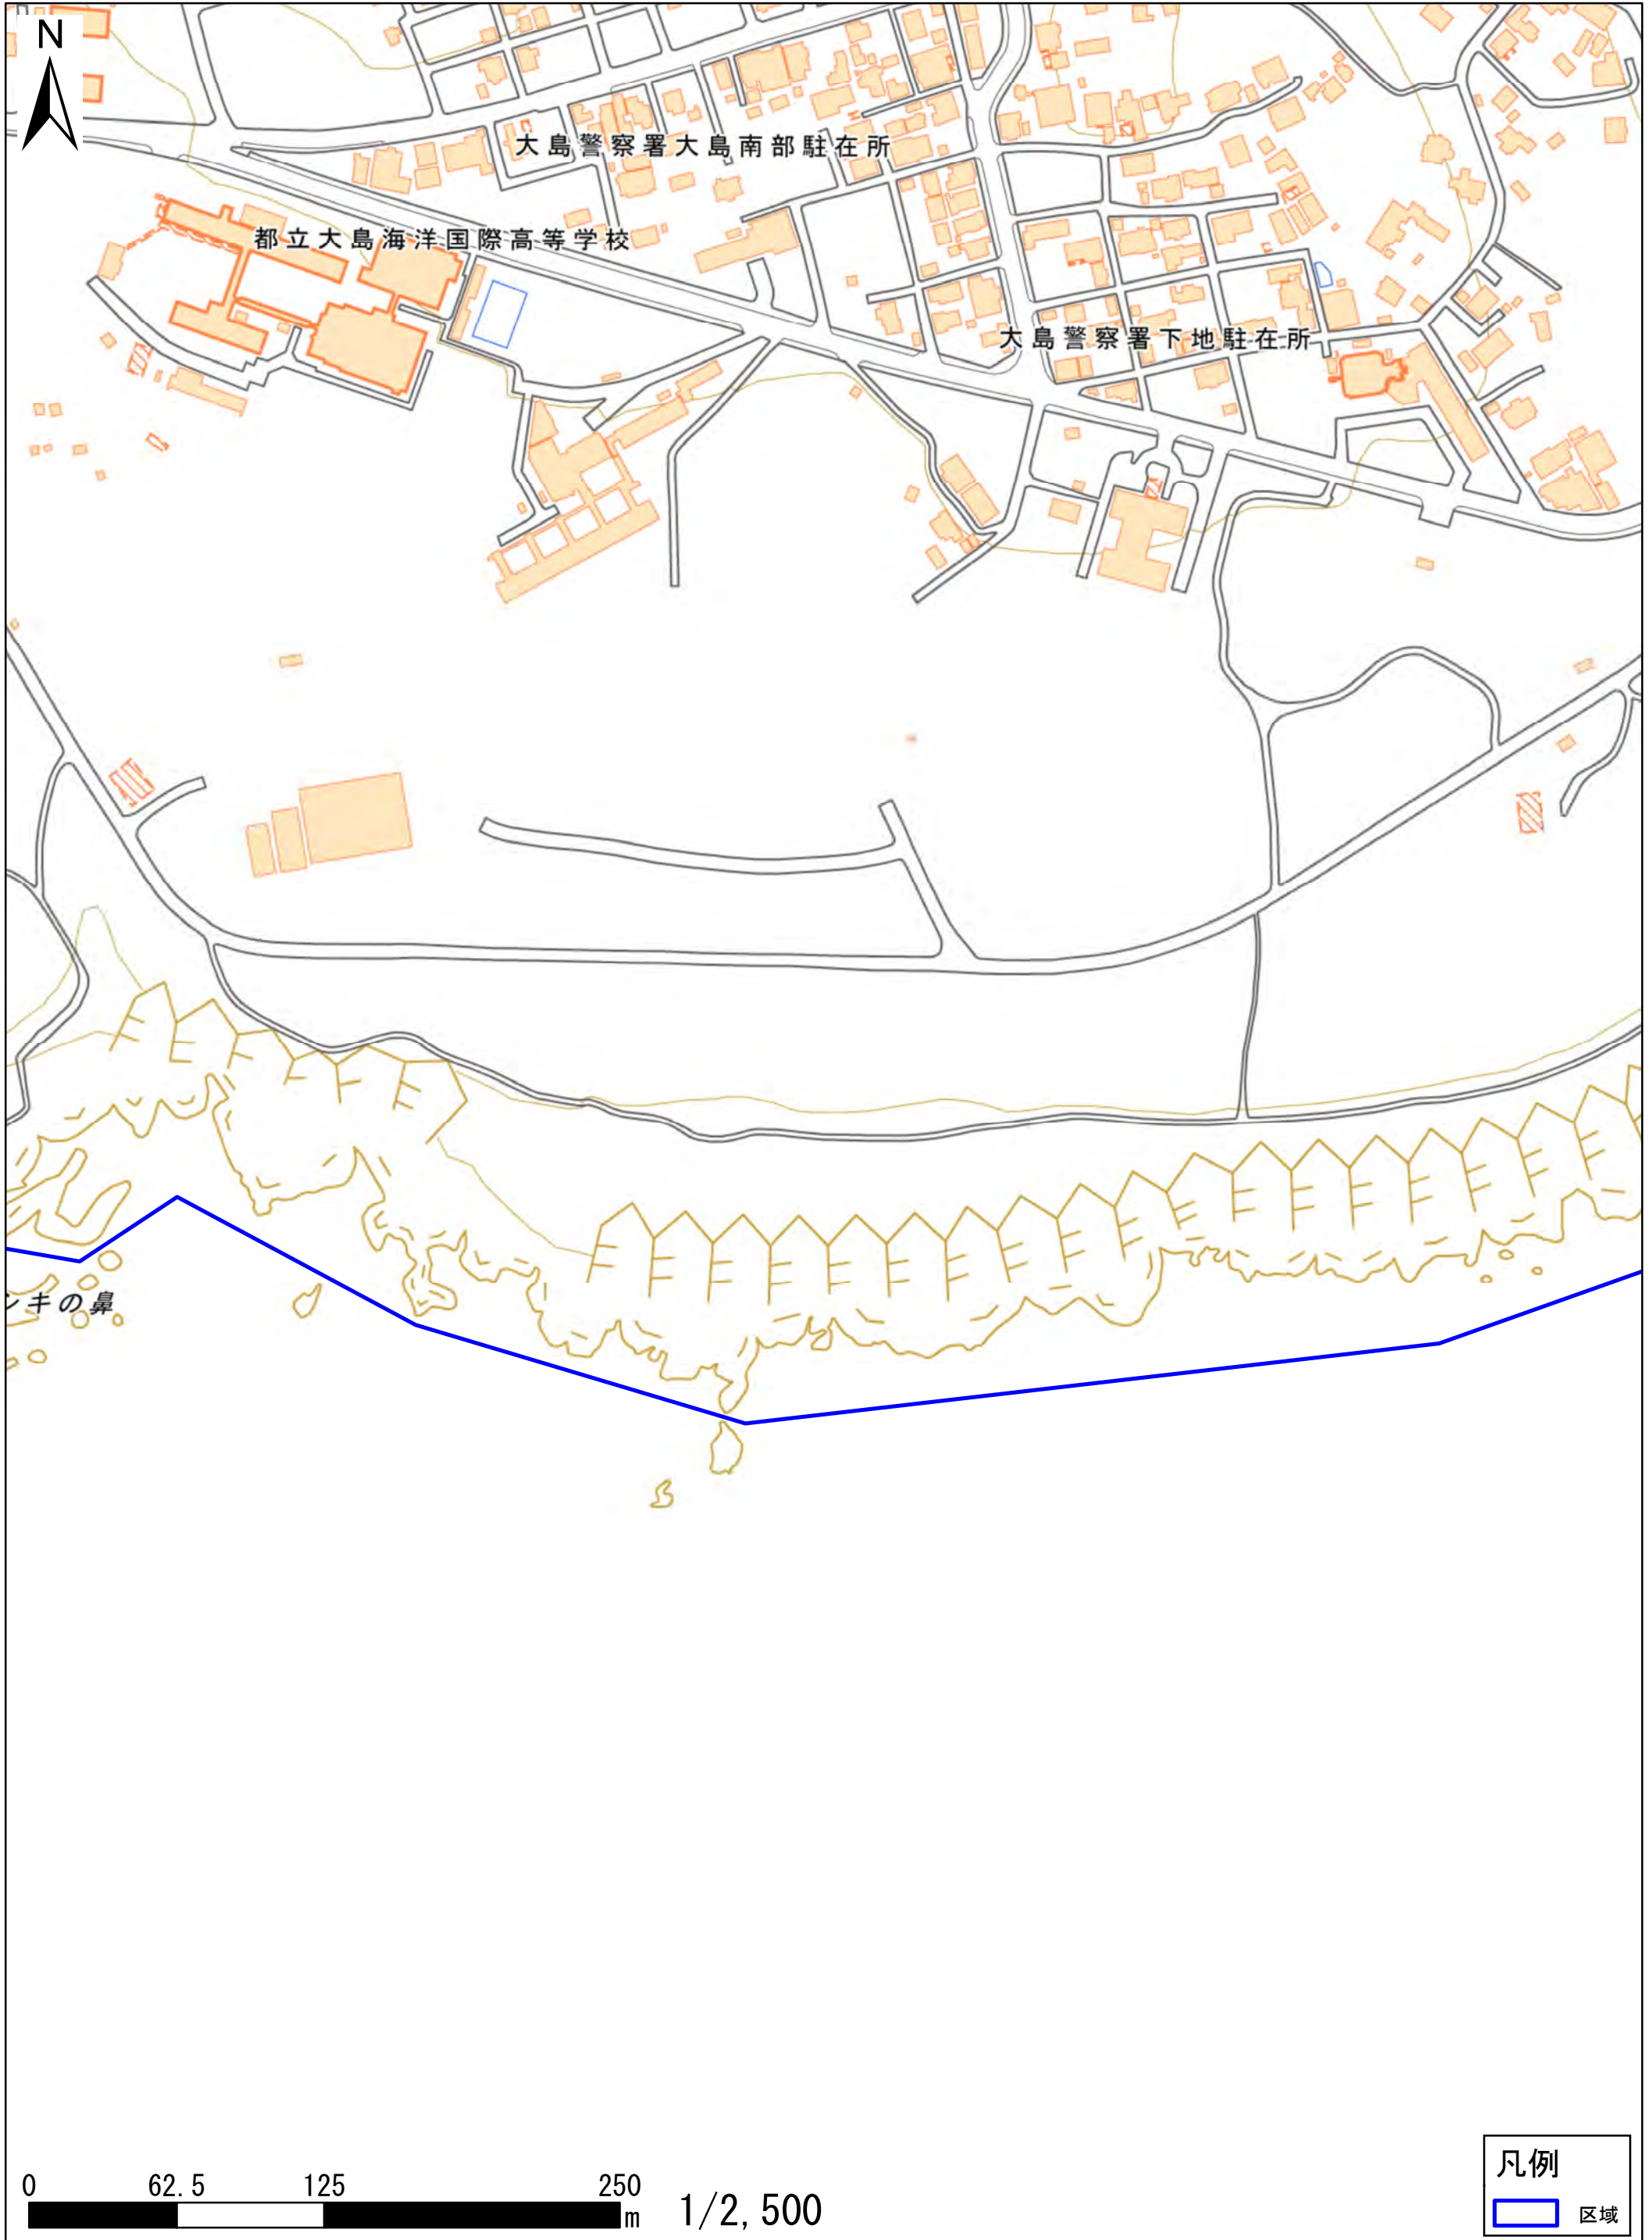 N
大島警察署大島南部駐在所
都立大島海洋国際高等学校
大島警察署下地駐在所
キの鼻
0 62.5 125 250
m
1/2,500
凡例
区域